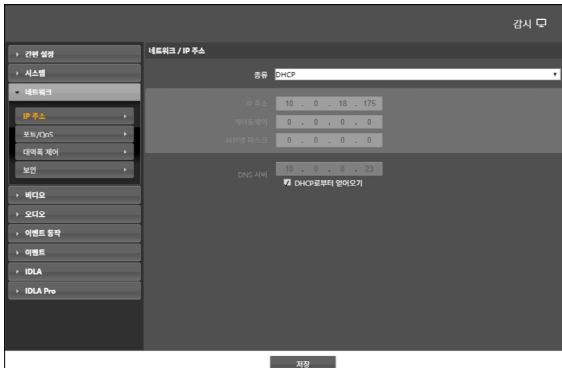 감시
간편 설정
시스템
네트워크
IP 주소
포트/QoS
대역폭 제어
보안
비디오
오디오
이벤트 동작
이벤트
IDLA
IDLA Pro
네트워크 / IP 주소
종류 DHCP
IP 주소 10 . 0 . 18 . 175
게이트웨이 0 . 0 . 0 . 0
서브넷 마스크 0 . 0 . 0 . 0
DNS 서버 10 . 0 . 0 . 23
DHCP로부터 얻어오기
저장